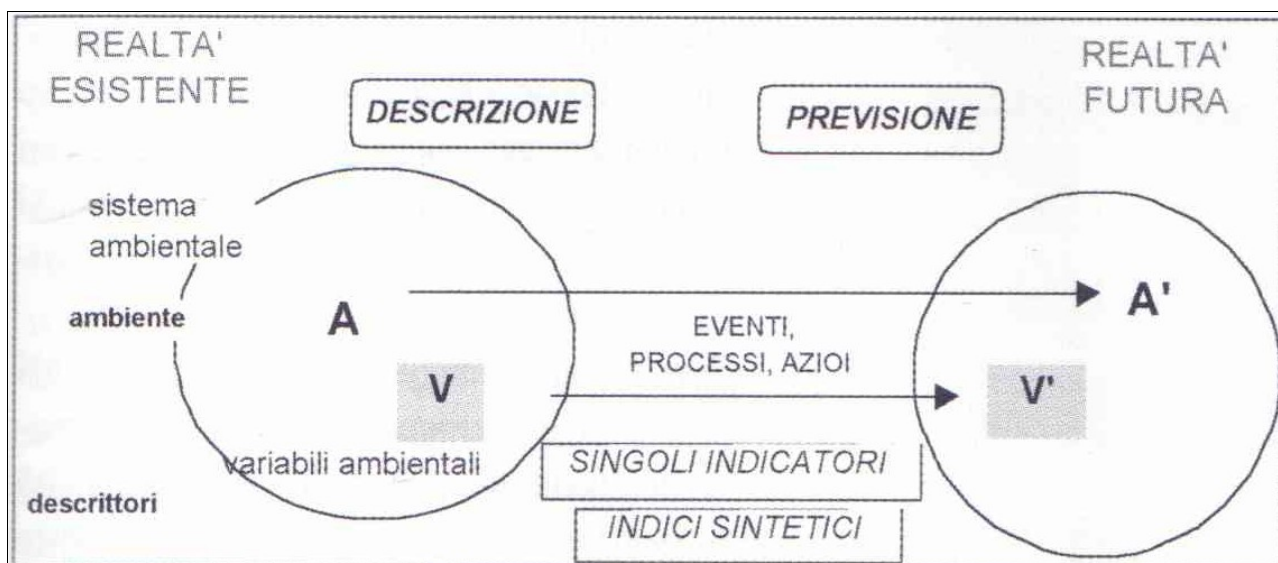 REALTA'
ESISTENTE
DESCRIZIONE
PREVISIONE
REALTA'
FUTURA
sistema
ambientale
ambiente
A
A'
EVENTI,
PROCESSI, AZIOI
V
V'
variabili ambientali
descrittori
SINGOLI INDICATORI
INDICI SINTETICI